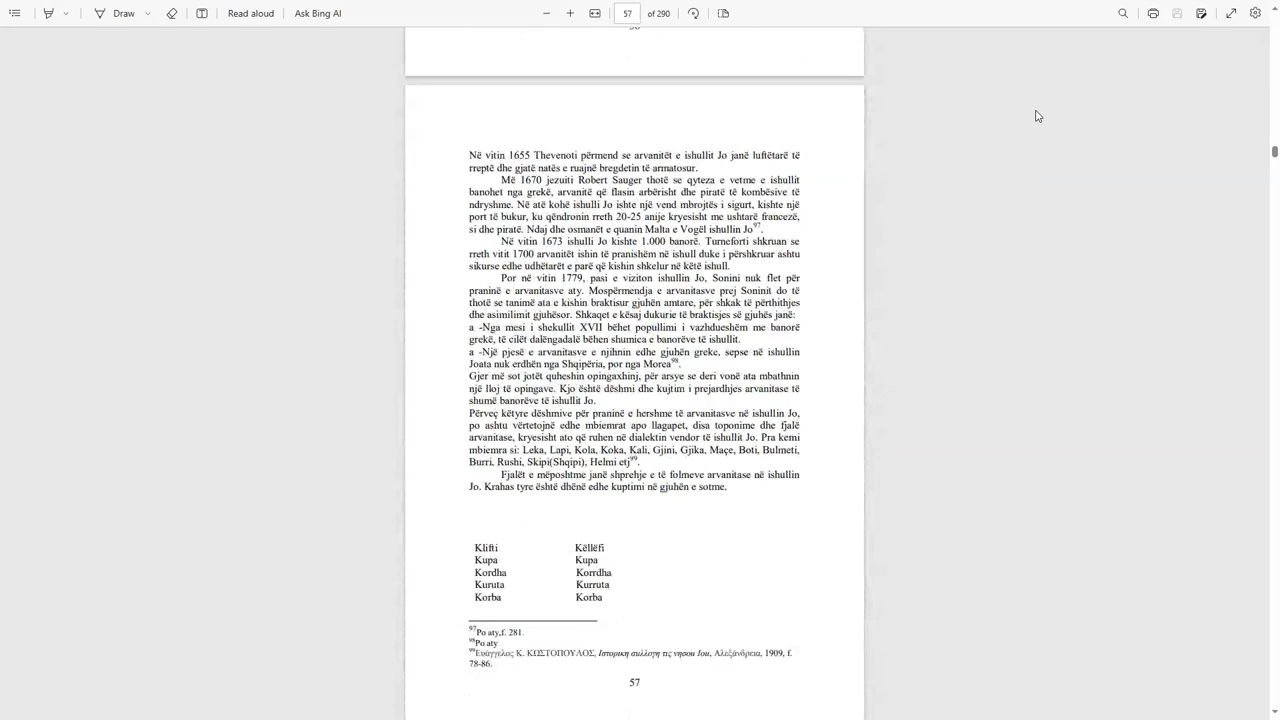 Draw
Read aloud
Ask Bing AI
57
of 290
Në vitin 1655 Thevenoti përmend se arvanitët e ishullit Jo janë luftëtarë të
rreptë dhe gjatë natës e ruajnë bregdetin të armatosur.
Më 1670 jezuiti Robert Sauger thotë se qyteza e vetme e ishullit
banohet nga grekë, arvanitë që flasin arbërisht dhe piratë të kombësive të
ndryshme. Në atë kohë ishulli Jo ishte një vend mbrojtës i sigurt, kishte një
port të bukur, ku qëndronin rreth 20-25 anije kryesisht me ushtarë francezë,
si dhe piratë. Ndaj dhe osmanët e quanin Malta e Vogël ishullin Jo97.
Në vitin 1673 ishulli Jo kishte 1.000 banorë. Turneforti shkruan se
rreth vitit 1700 arvanitët ishin të pranishëm në ishull duke i përshkruar ashtu
sikurse edhe udhëtarët e parë që kishin shkelur në këtë ishull.
Por në vitin 1779, pasi e viziton ishullin Jo, Sonini nuk flet për
praninë e arvanitasve aty. Mospërmendja e arvanitasve prej Soninit do të
thotë se tanimë ata e kishin braktisur gjuhën amtare, për shkak të përthithjes
dhe asimilimit gjuhësor. Shkaqet e kësaj dukurie të braktisjes së gjuhës janë:
a -Nga mesi i shekullit XVII bëhet popullimi i vazhdueshëm me banorë
grekë, të cilët dalëngadalë bëhen shumica e banorëve të ishullit.
a -Një pjesë e arvanitasve e njihnin edhe gjuhën greke, sepse në ishullin
Joata nuk erdhën nga Shqipëria, por nga Morea98.
Gjer më sot jotët quheshin opingaxhinj, për arsye se deri vonë ata mbathnin
një lloj të opingave. Kjo është dëshmi dhe kujtim i prejardhjes arvanitase të
shumë banorëve të ishullit Jo.
Përveç këtyre dëshmive për praninë e hershme të arvanitasve në ishullin Jo,
po ashtu vërtetojnë edhe mbiemrat apo llagapet, disa toponime dhe fjalë
arvanitase, kryesisht ato që ruhen në dialektin vendor të ishullit Jo. Pra kemi
mbiemra si: Leka, Lapi, Kola, Koka, Kali, Gjini, Gjika, Maçe, Boti, Bulmeti,
Burri, Rushi, Skipi(Shqipi), Helmi etj99.
Fjalët e mëposhtme janë shprehje e të folmeve arvanitase në ishullin
Jo. Krahas tyre është dhënë edhe kuptimi në gjuhën e sotme.
Klifti Këllëfi
Kupa Kupa
Kordha Korrdha
Kuruta Kurruta
Korba Korba
97Po aty,f. 281.
98Po aty
99Ευάγγελος Κ. ΚΩΣΤΟΠΟΥΛΟΣ, Ιστορικη συλλογη τις νησου Ιου, Αλεξάνδρεια, 1909, f.
78-86.
57